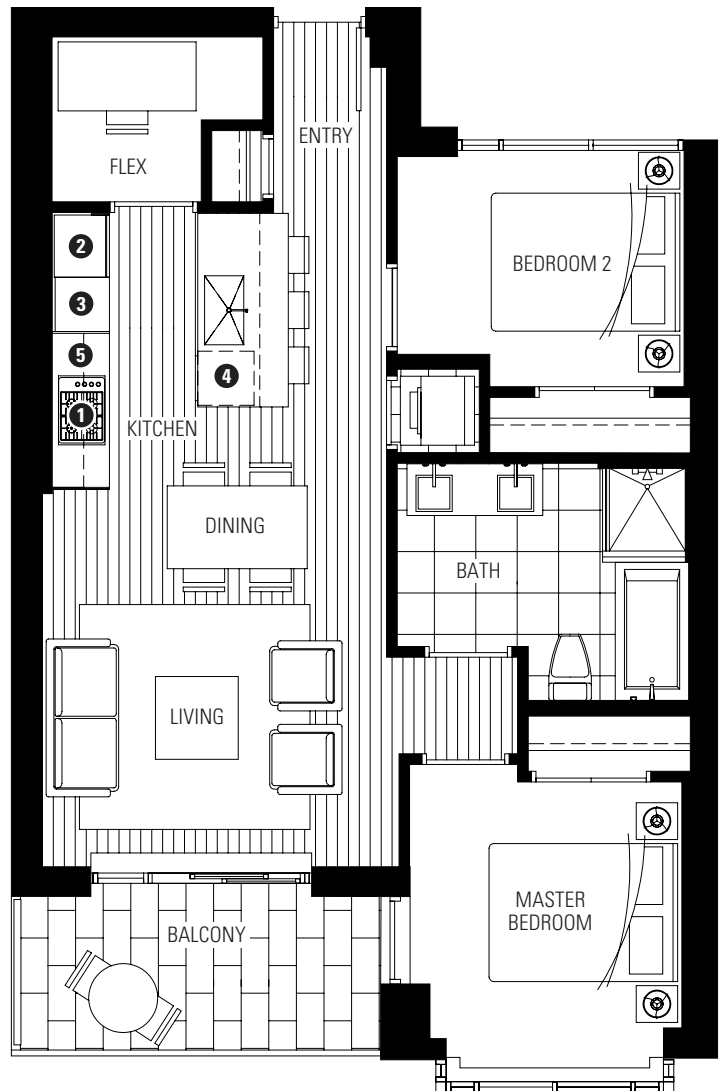 ENTRY
FLEX
2
BEDROOM 2
3
5
4
1
KITCHEN
DINING
BATH
LIVING
MASTER
BEDROOM
BALCONY